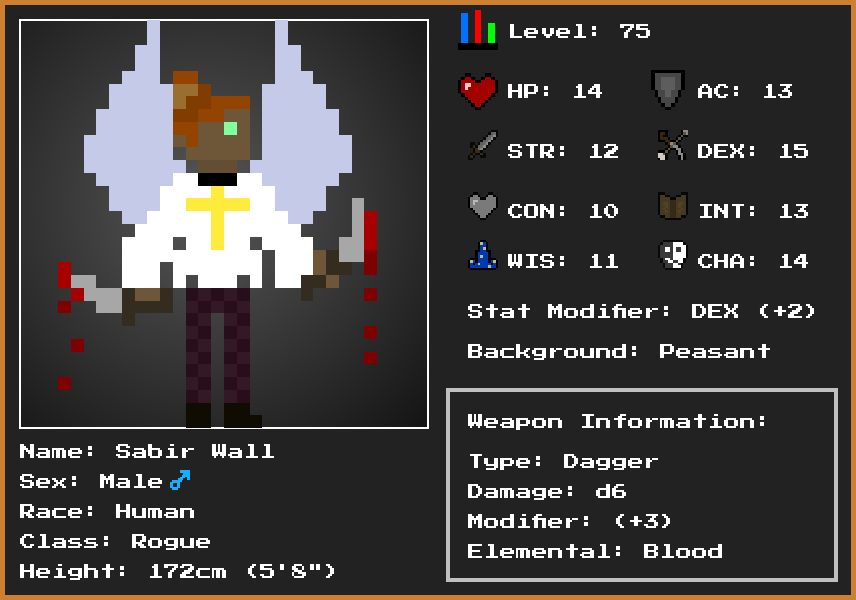 Level: 75
HP: 14 AC: 13
STR: 12 DEX: 15
CON: 10 INT: 13
WIS: 11 CHA: 14
Stat Modifier: DEX (+2)
Background: Peasant
Weapon Information:
Type: Dagger
Damage: d6
Modifier: (+3)
Elemental: Blood
Name: Sabir Wall
Sex: Male ♂
Race: Human
Class: Rogue
Height: 172cm (5'8")